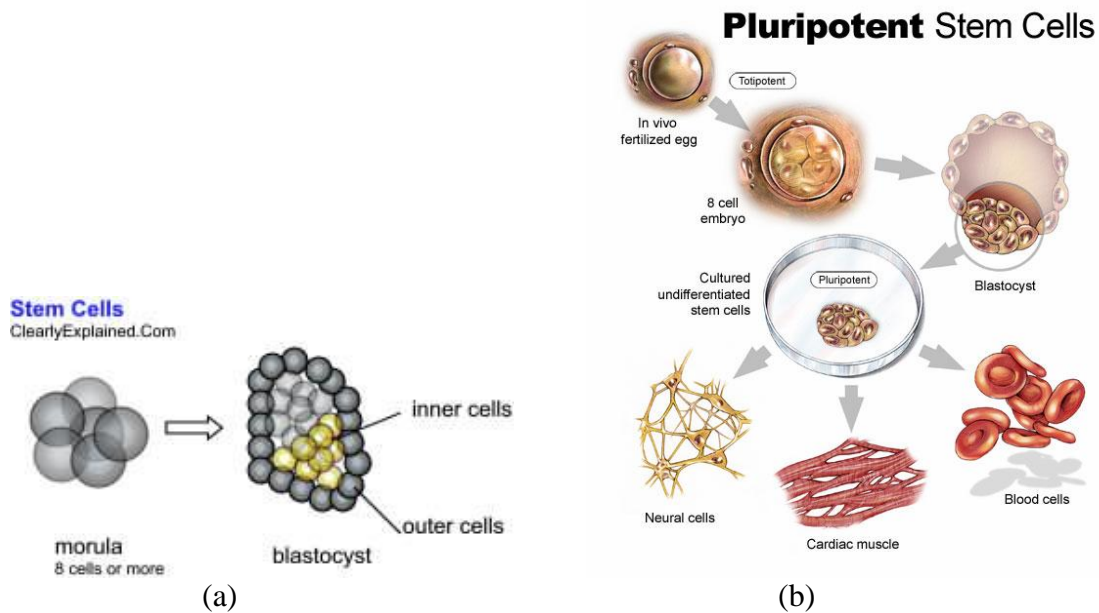 Stem Cells
ClearlyExplained.Com
inner cells
outer cells
morula
8 cells or more
blastocyst
(a)
Pluripotent Stem Cells
Totipotent
In vivo
fertilized egg
8 cell
embryo
Blastocyst
Cultured
undifferentiated
stem cells
Pluripotent
Neural cells
Cardiac muscle
Blood cells
(b)